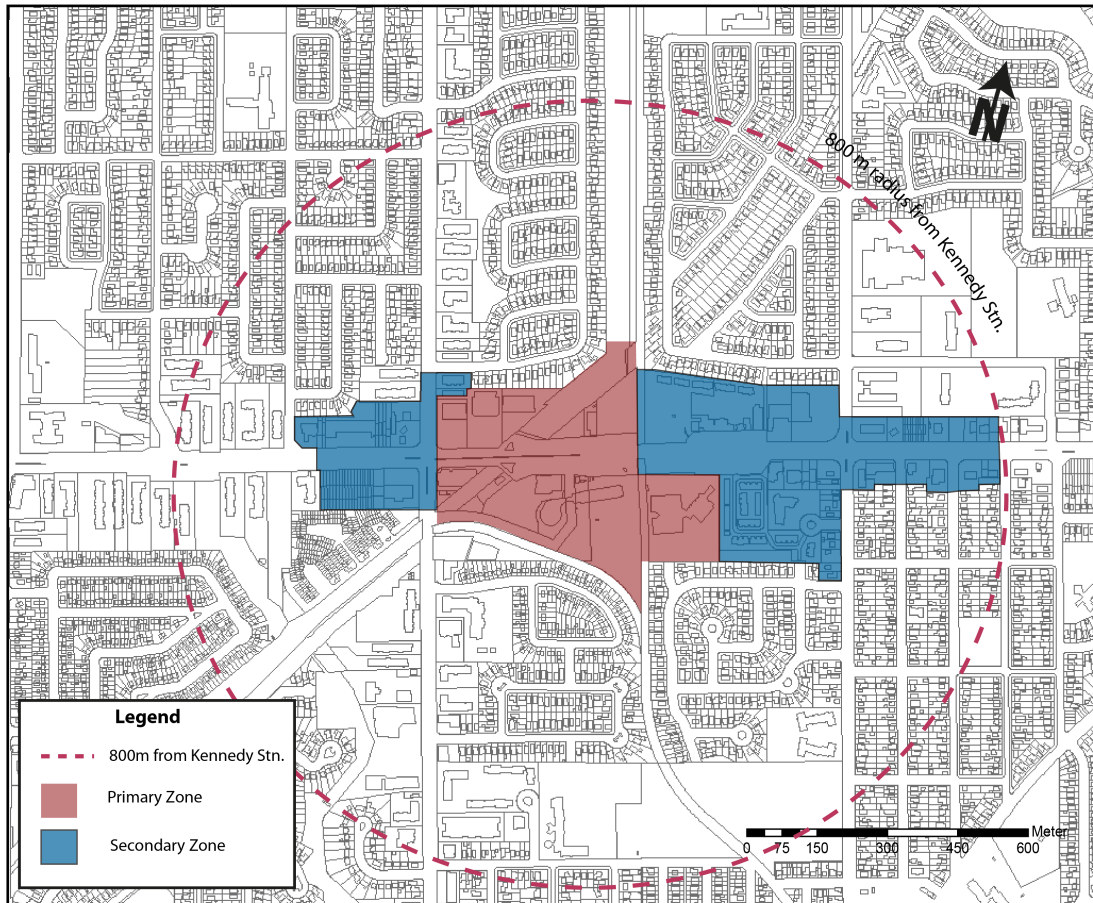 N
800 m radius from Kennedy Stn.
Legend
800m from Kennedy Stn.
Primary Zone
Secondary Zone
Meter
0 75 150 300 450 600